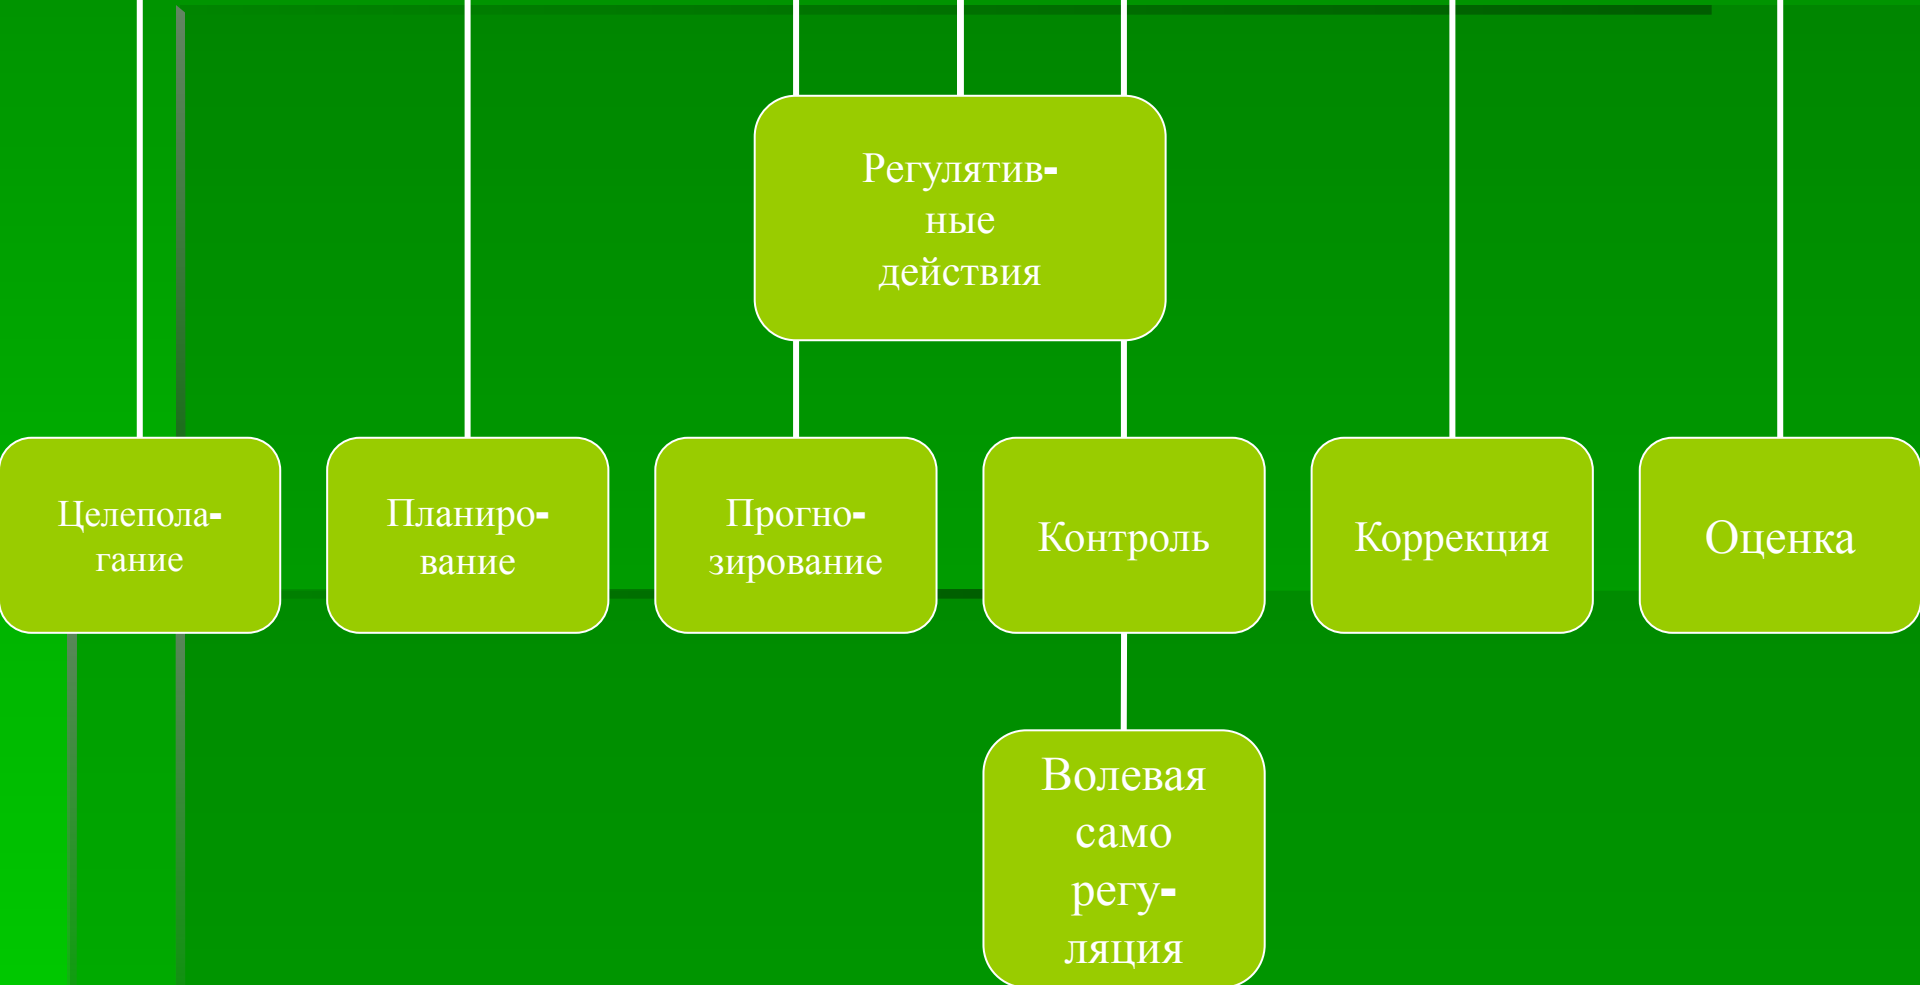 Регулятив-
ные
действия
Целепола-
гание
Планиро-
вание
Прогно-
зирование
Контроль
Коррекция
Оценка
Волевая
само
регу-
ляция